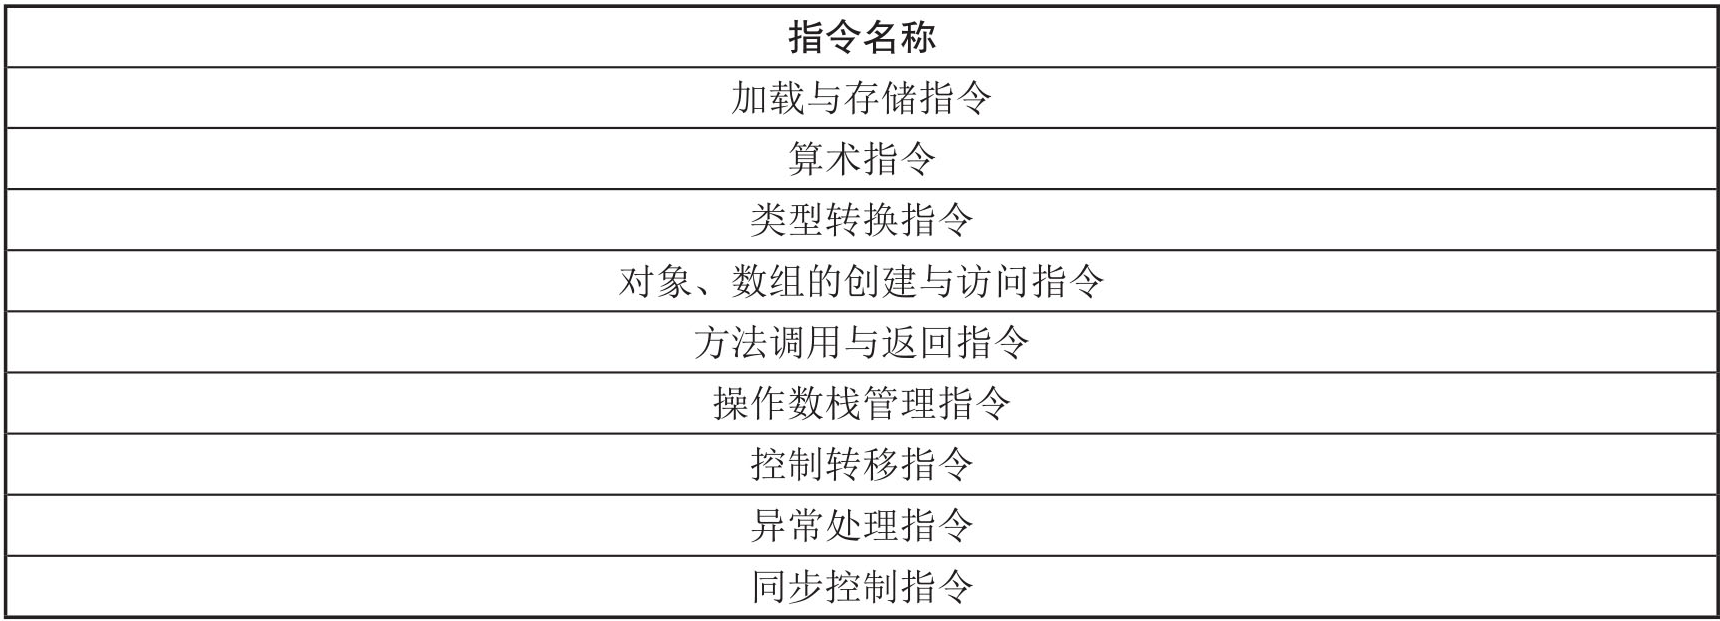 指令名称
加载与存储指令
算术指令
类型转换指令
对象、数组的创建与访问指令
方法调用与返回指令
操作数栈管理指令
控制转移指令
异常处理指令
同步控制指令